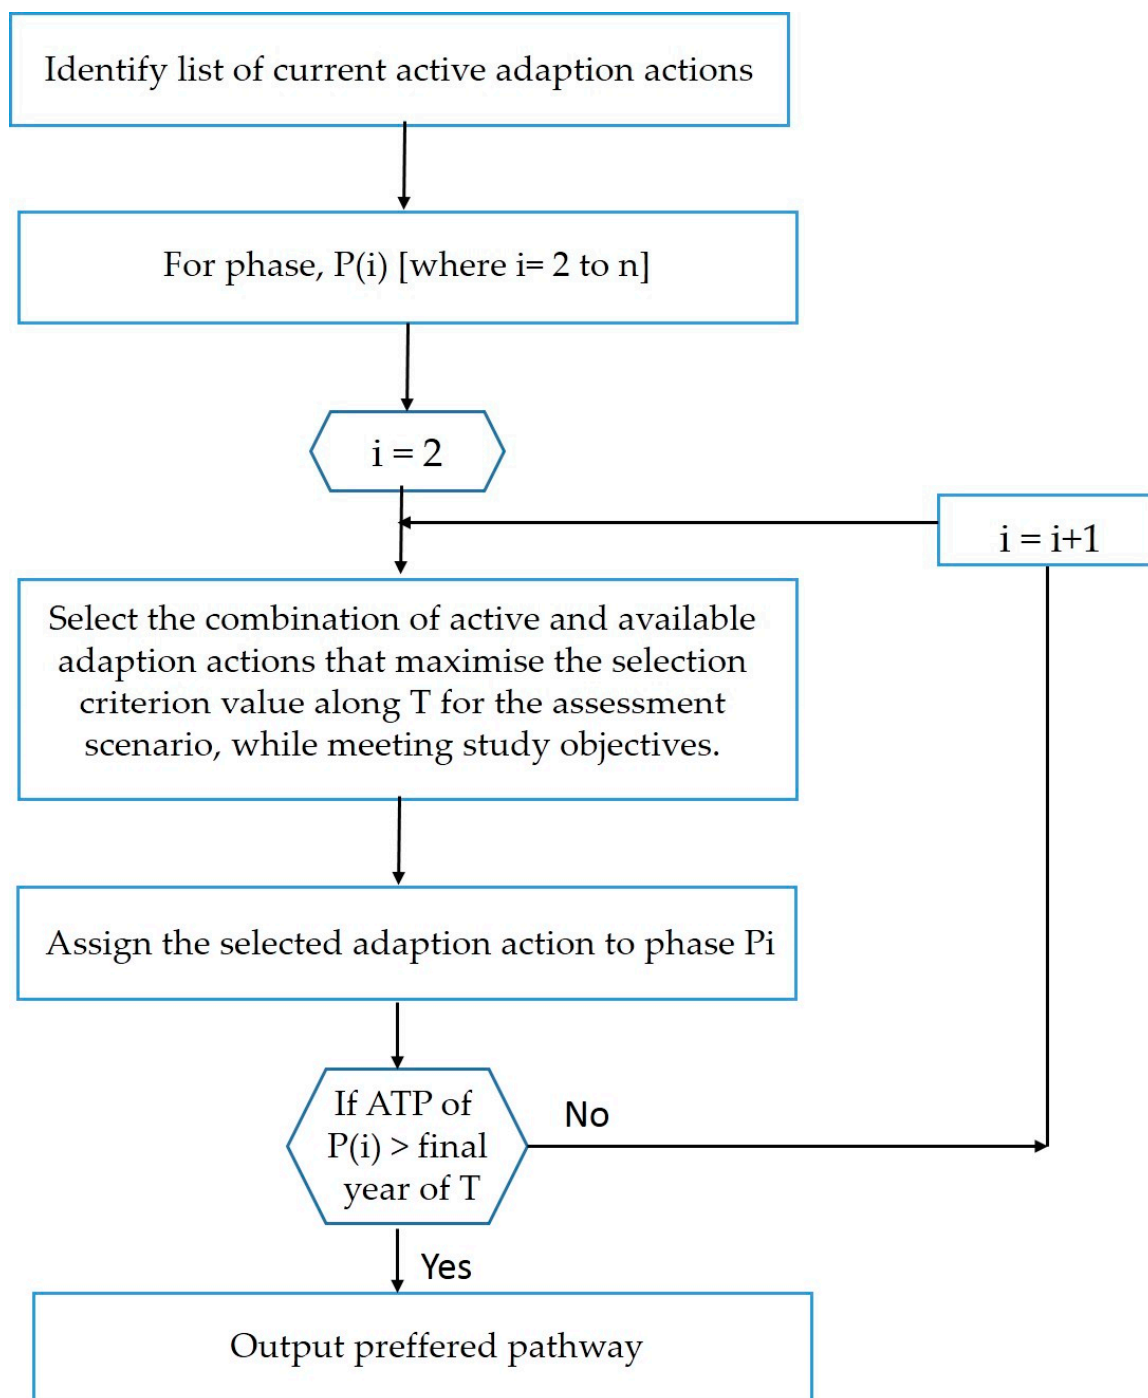 Identify list of current active adaption actions
For phase, P(i) [where i= 2 to n]
i = 2
i = i+1
Select the combination of active and available
adaption actions that maximise the selection
criterion value along T for the assessment
scenario, while meeting study objectives.
Assign the selected adaption action to phase Pi
If ATP of
P(i) > final
year of T
No
Yes
Output preffered pathway